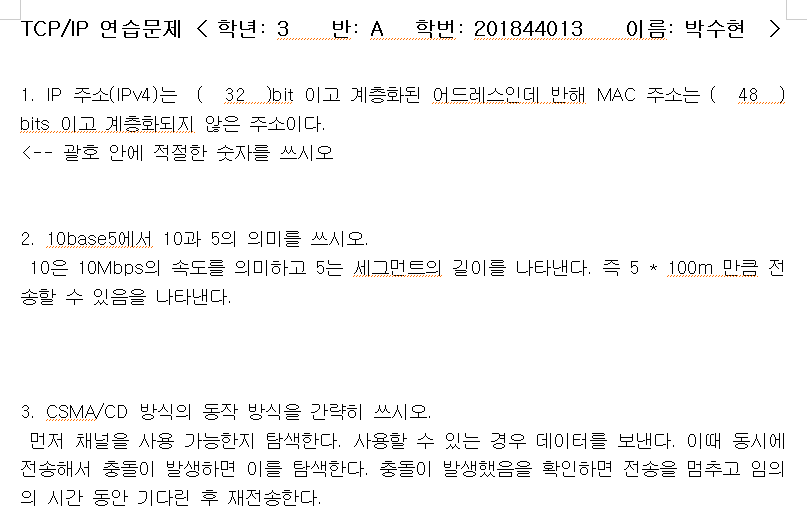 TCP/IP 연습문제 < 학년: 3 반: A 학번: 201844013 이름: 박수현 >
1. IP 주소(IPv4)는 ( 32 )bit 이고 계층화된 어드레스인데 반해 MAC 주소는 ( 48 )
bits 이고 계층화되지 않은 주소이다.
<-- 괄호 안에 적절한 숫자를 쓰시오
2. 10base5에서 10과 5의 의미를 쓰시오.
10은 10Mbps의 속도를 의미하고 5는 세그먼트의 길이를 나타낸다. 즉 5 * 100m 만큼 전
송할 수 있음을 나타낸다.
3. CSMA/CD 방식의 동작 방식을 간략히 쓰시오.
먼저 채널을 사용 가능한지 탐색한다. 사용할 수 있는 경우 데이터를 보낸다. 이때 동시에
전송해서 충돌이 발생하면 이를 탐색한다. 충돌이 발생했음을 확인하면 전송을 멈추고 임의
의 시간 동안 기다린 후 재전송한다.